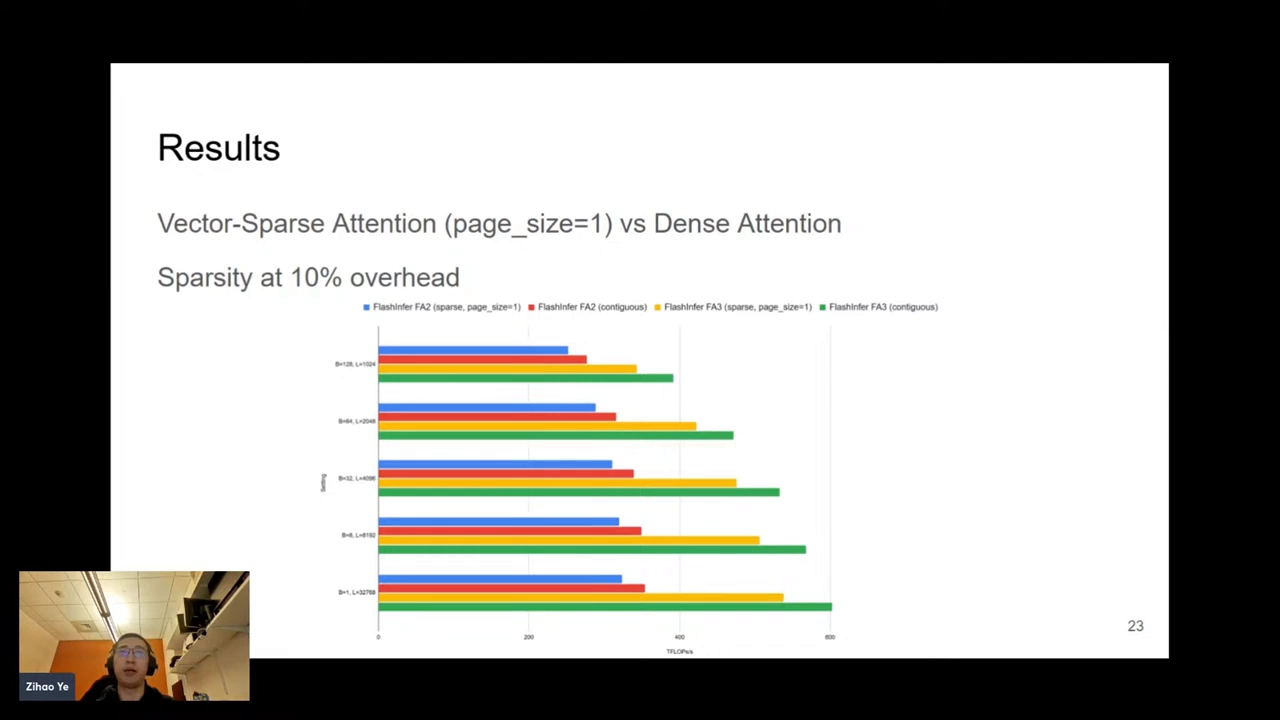 Results
Vector-Sparse Attention (page_size=1) vs Dense Attention
Sparsity at 10% overhead
FlashInfer FA2 (sparse, page_size=1) FlashInfer FA2 (contiguous) FlashInfer FA3 (sparse, page_size=1) FlashInfer FA3 (contiguous)
B=128, L=1024
B=64, L=2048
B=32, L=4096
B=8, L=8192
B=1, L=32768
Setting
0 200 400 600
TFLOPs/s
23
Zihao Ye